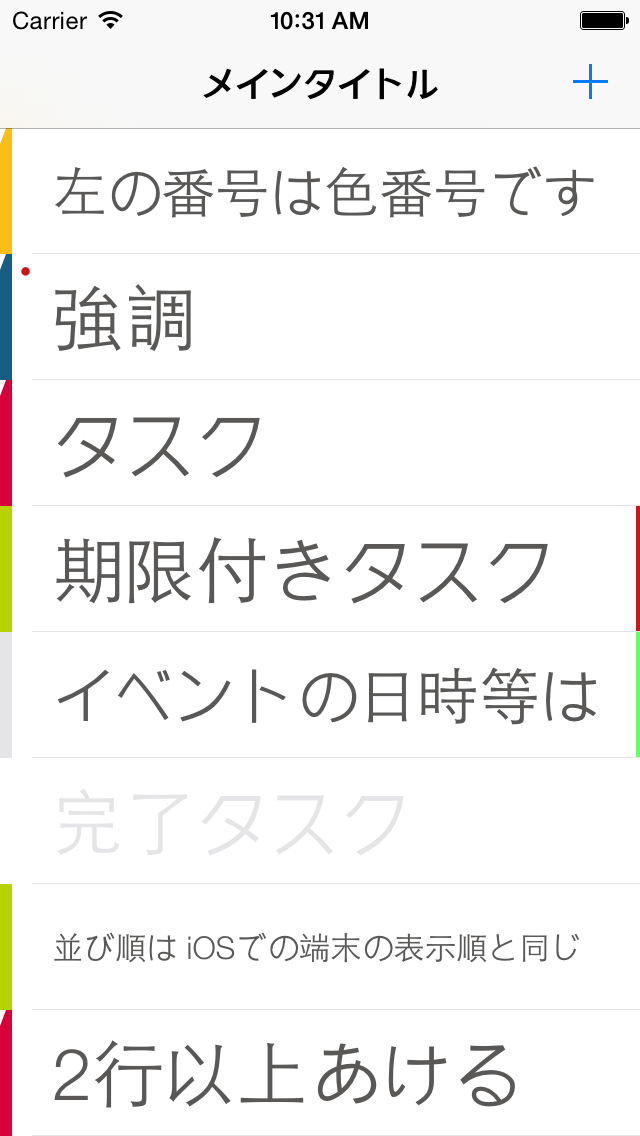 Carrier 10:31 AM
メインタイトル
左の番号は色番号です
強調
タスク
期限付きタスク
イベントの日時等は
完了タスク
並び順は iOSでの端末の表示順と同じ
2行以上あける